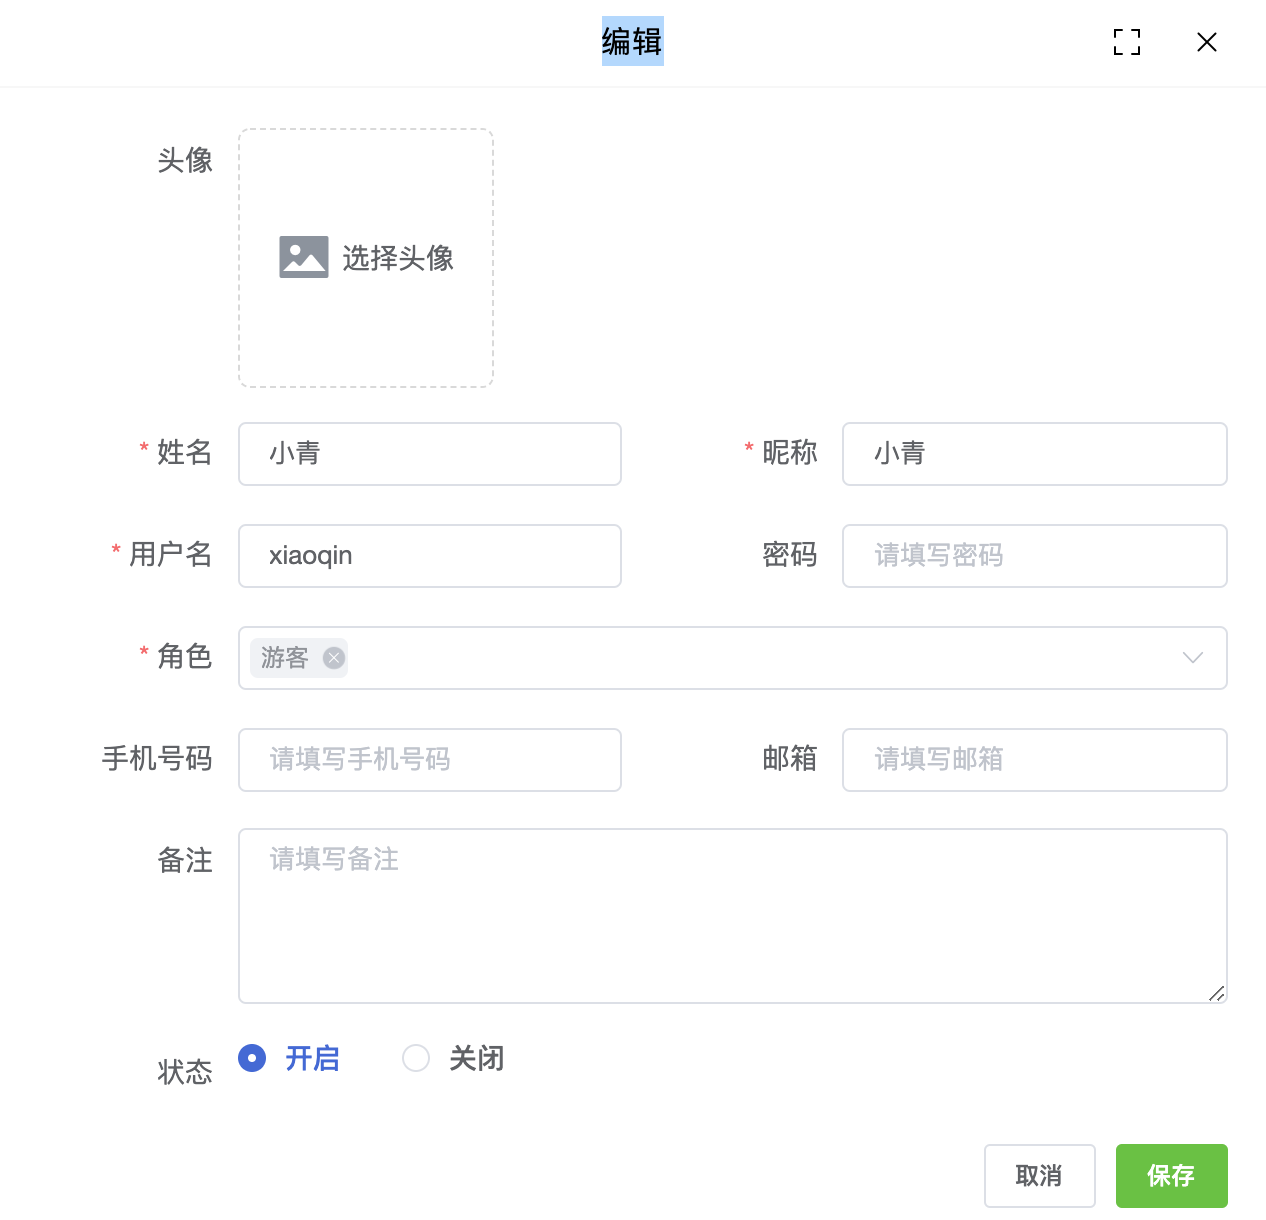 编辑
头像
选择头像
* 姓名 小青 * 昵称 小青
* 用户名 xiaoqin 密码 请填写密码
* 角色 游客
手机号码 请填写手机号码 邮箱 请填写邮箱
备注 请填写备注
状态 开启 关闭
取消 保存